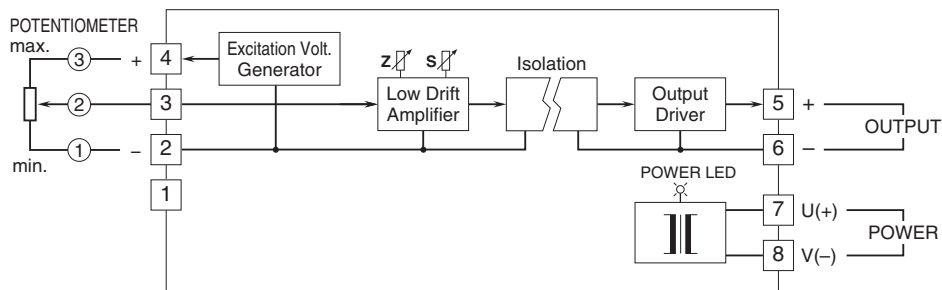 POTENTIOMETER
max.
3
+
4
Excitation Volt.
Generator
2
3
Z
S
Low Drift
Amplifier
Isolation
Output
Driver
5
+
OUTPUT
1
–
2
6
–
min.
1
POWER LED
7
U(+)
POWER
8
V(–)